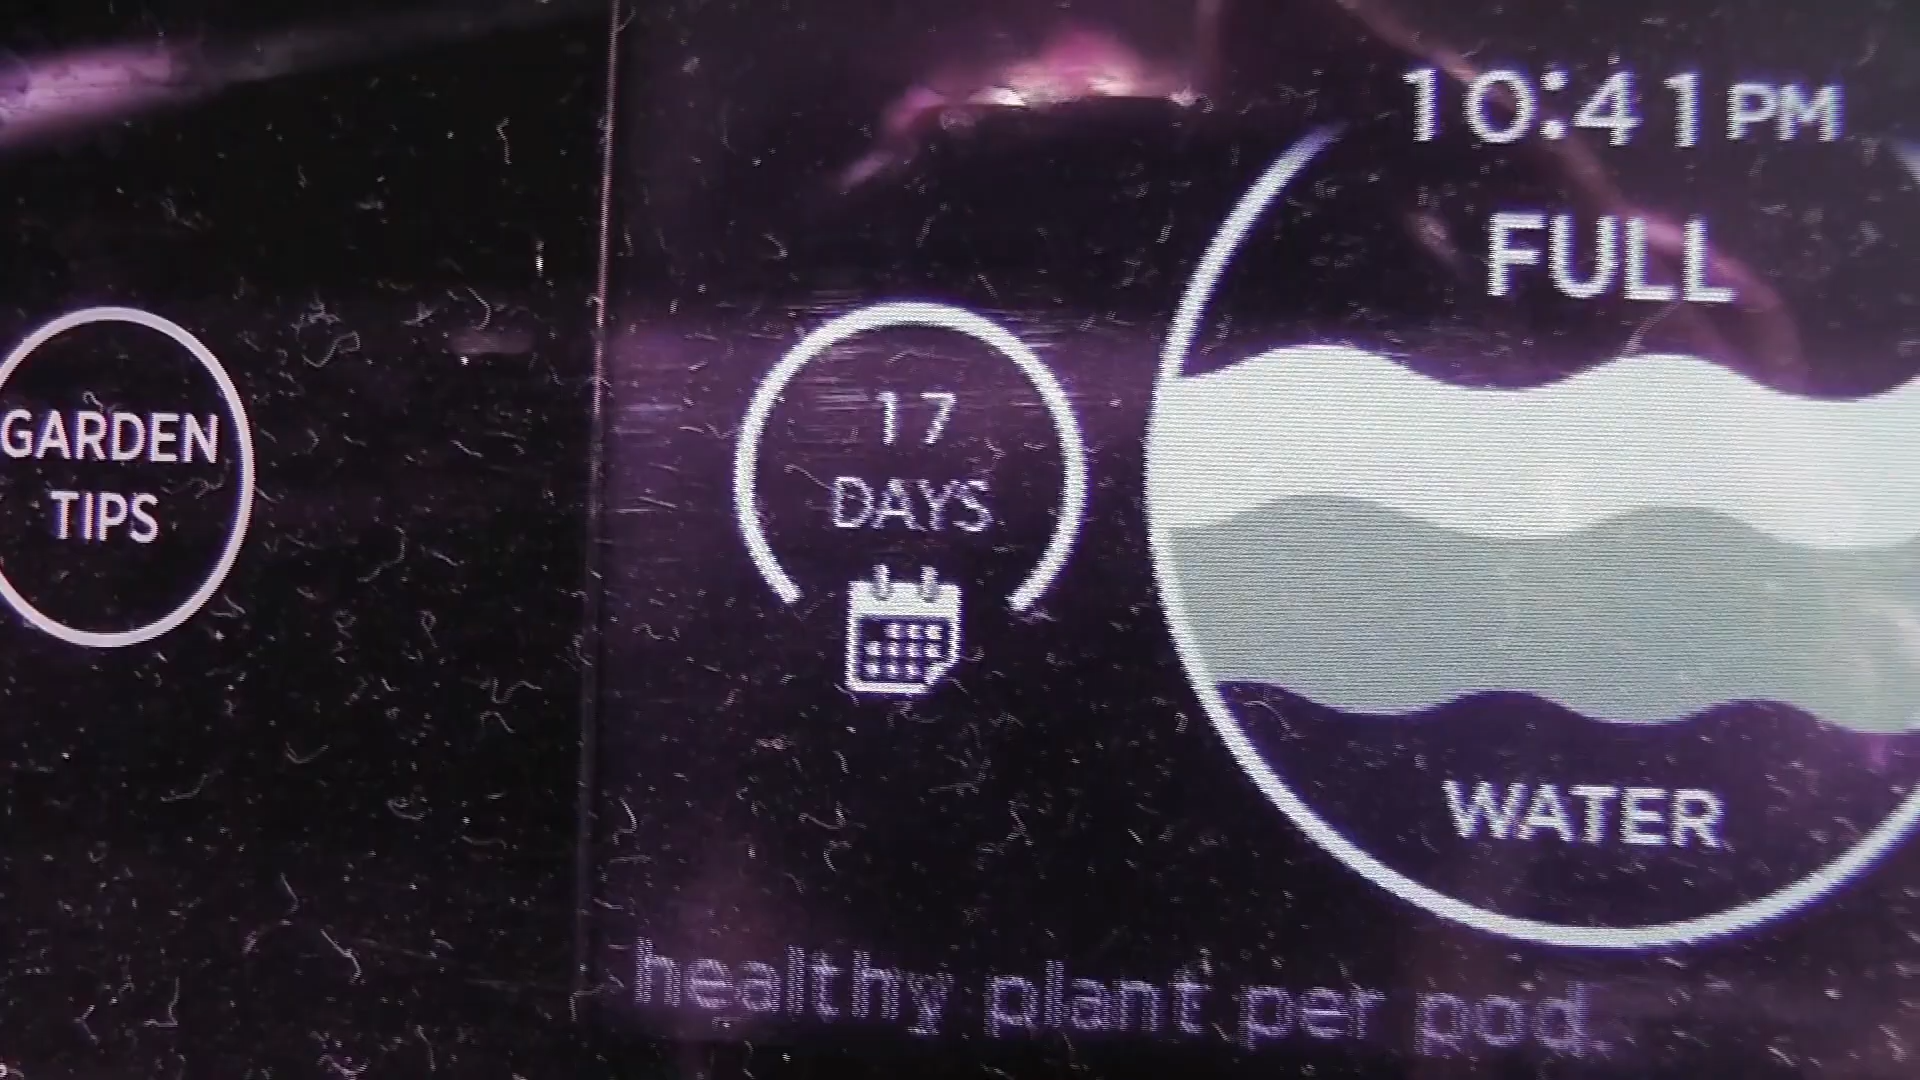 GARDEN
TIPS
17
DAYS
10:41 PM
FULL
WATER
healthy plant per pod.